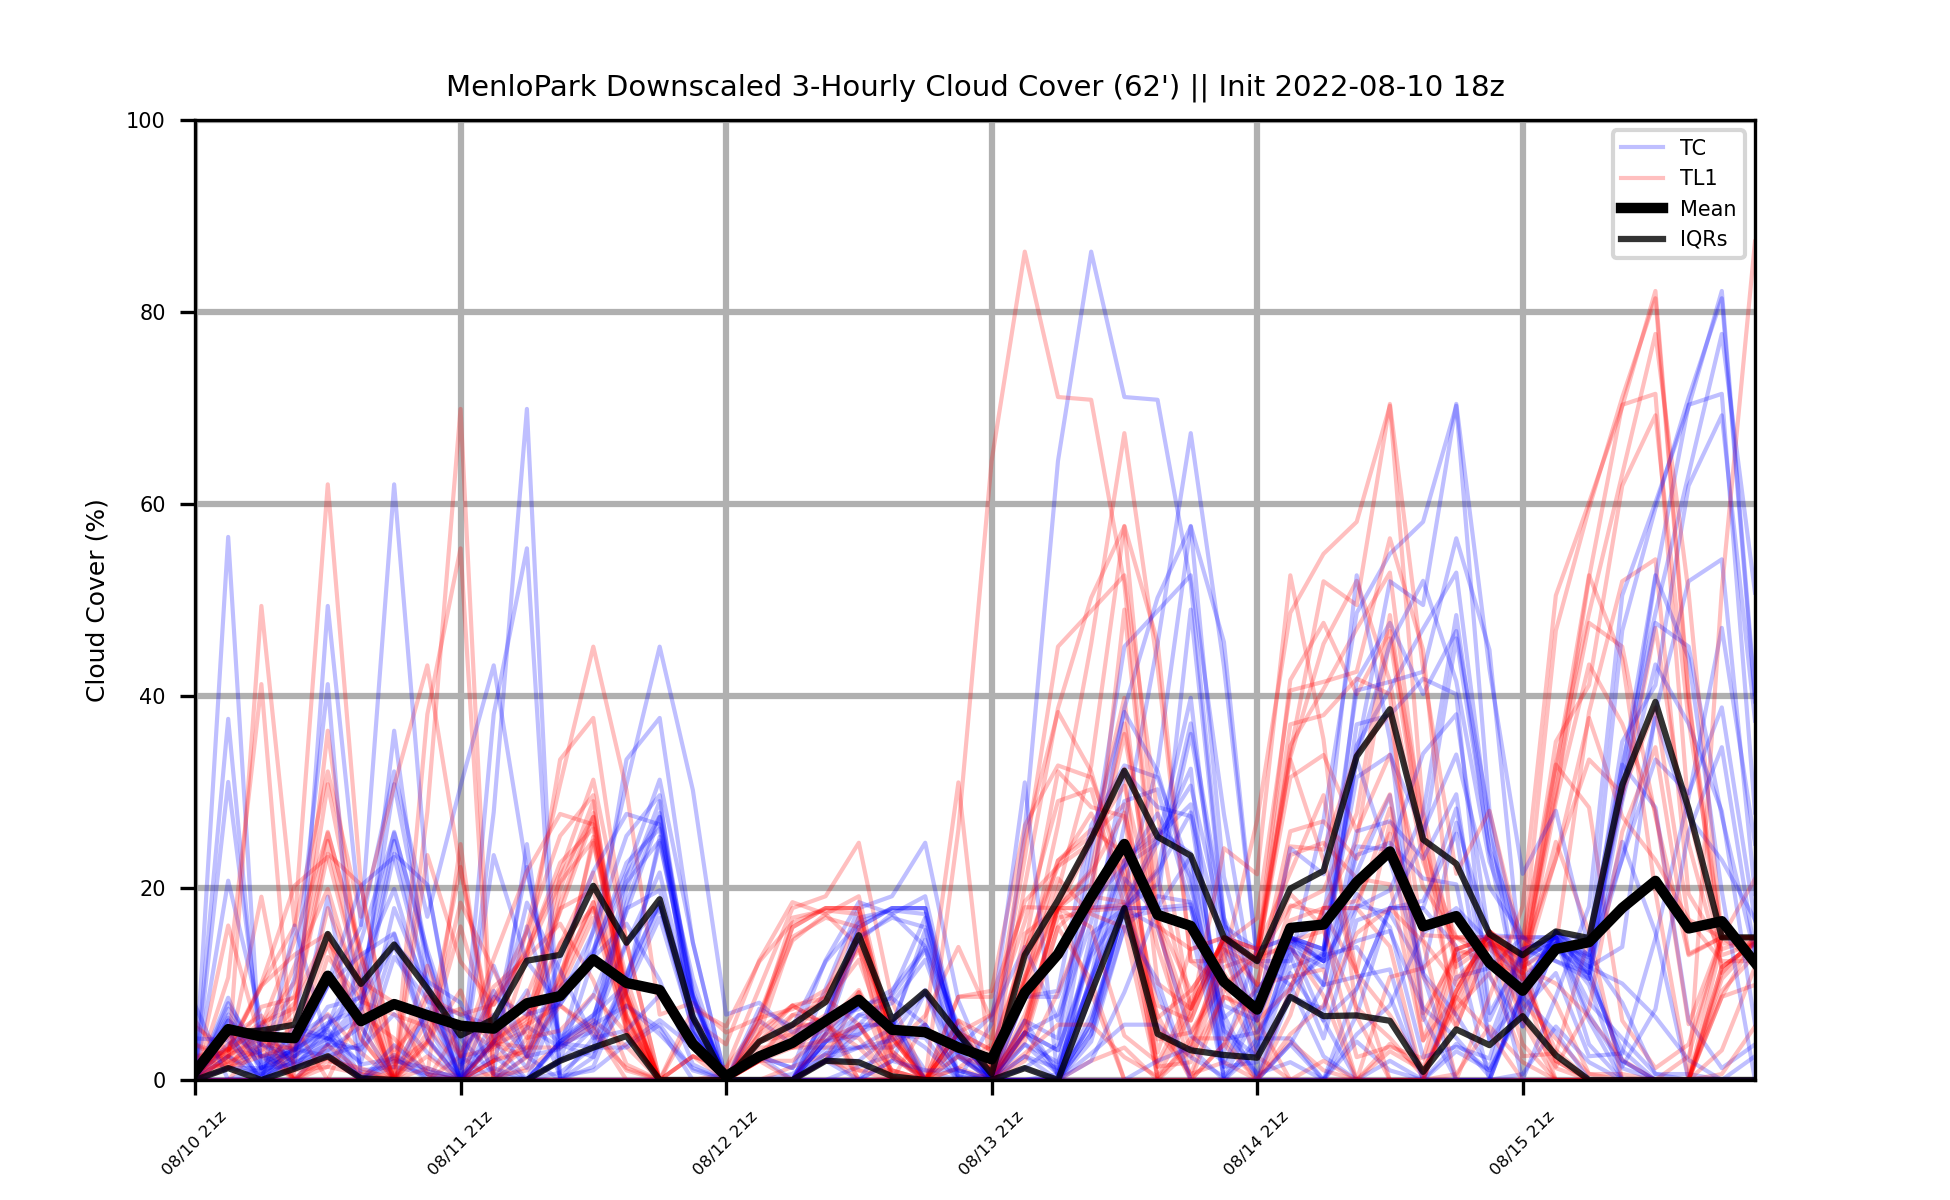 MenloPark Downscaled 3-Hourly Cloud Cover (62') || Init 2022-08-10 18z
TC
TL1
Mean
IQRs
Cloud Cover (%)
100
80
60
40
20
0
08/10 21z
08/11 21z
08/12 21z
08/13 21z
08/14 21z
08/15 21z